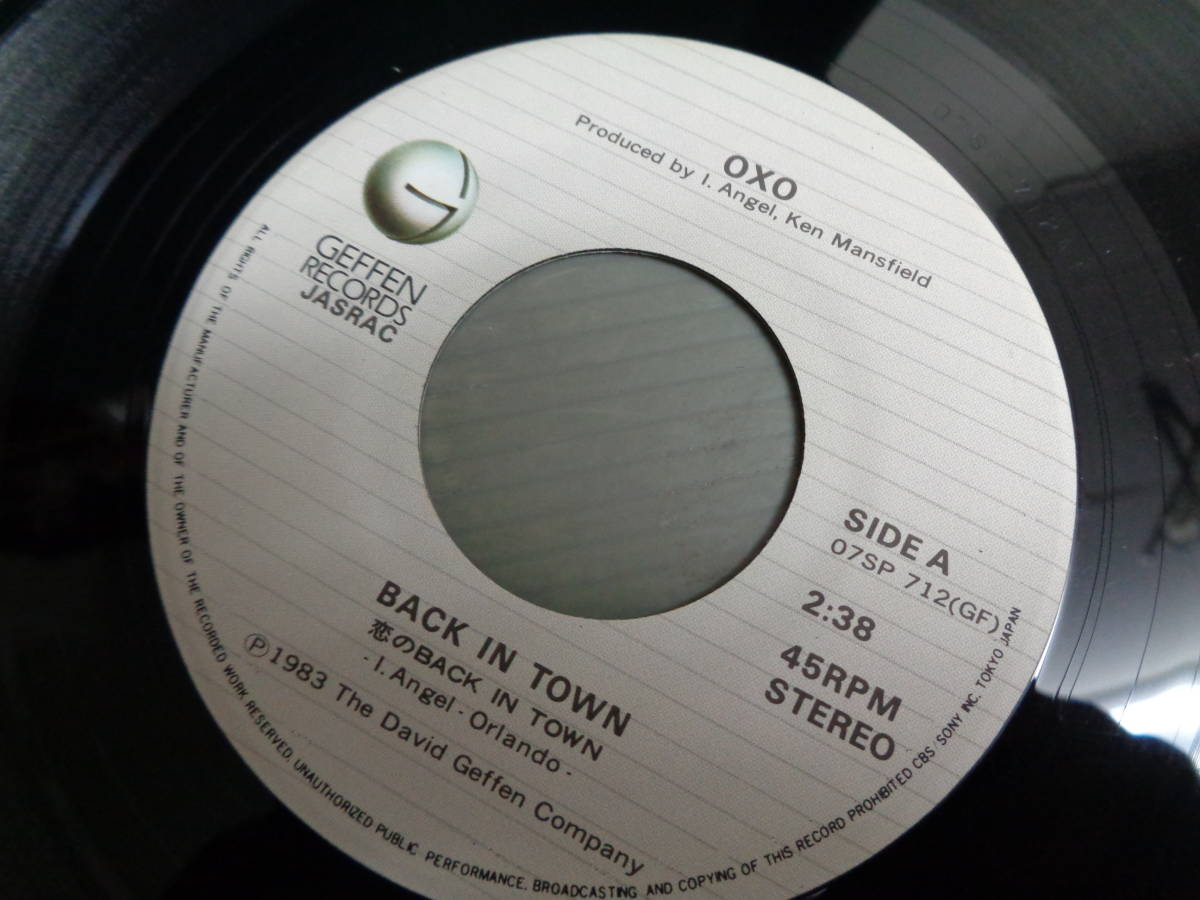 OXO
Produced by I. Angel, Ken Mansfield
GEFFEN
RECORDS
JASRAC
SIDE A
07SP 712(GF)
2:38
45RPM
STEREO
BACK IN TOWN
恋のBACK IN TOWN
- I. Angel - Orlando -
Ⓟ1983 The David Geffen Company
ALL RIGHTS OF THE MANUFACTURER AND OF THE OWNER OF THE RECORDED WORK RESERVED. UNAUTHORIZED PUBLIC PERFORMANCE, BROADCASTING AND COPYING OF THIS RECORD PROHIBITED CBS SONY INC. TOKYO JAPAN